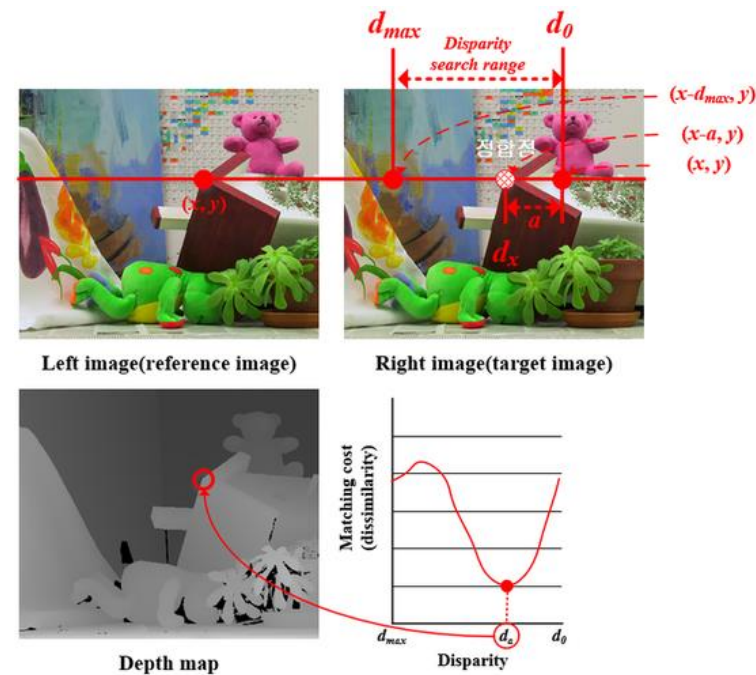 d_max
d_0
Disparity
search range
(x-d_max, y)
(x-a, y)
정합점
(x, y)
(x, y)
a
d_x
Left image(reference image)
Right image(target image)
Matching cost
(dissimilarity)
d_max
d_a
d_0
Depth map
Disparity